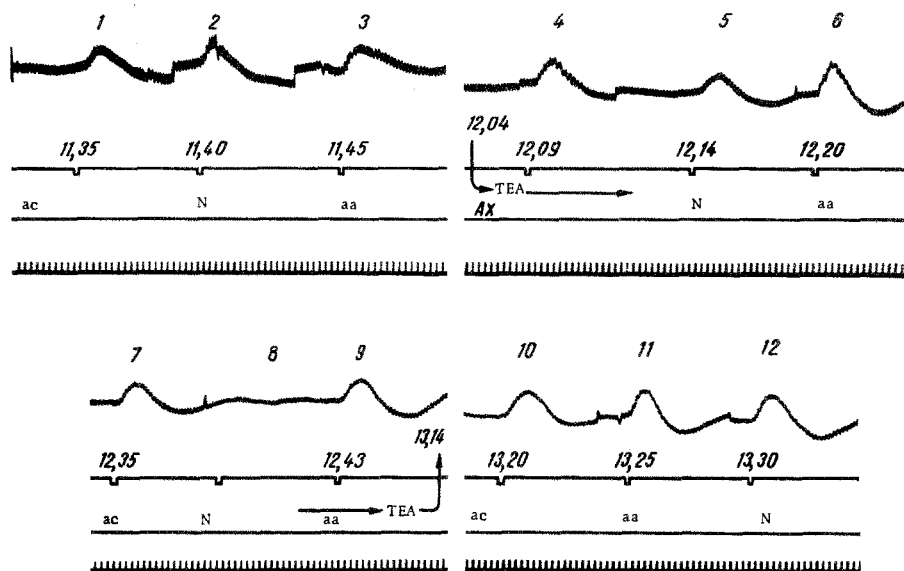 1 2 3
11,35 11,40 11,45
ac N aa
4 5 6
12,04
12,09 12,14 12,20
TEA
AX N aa
7 8 9
13,14
12,35 12,43
TEA
ac N aa
10 11 12
13,20 13,25 13,30
ac aa N